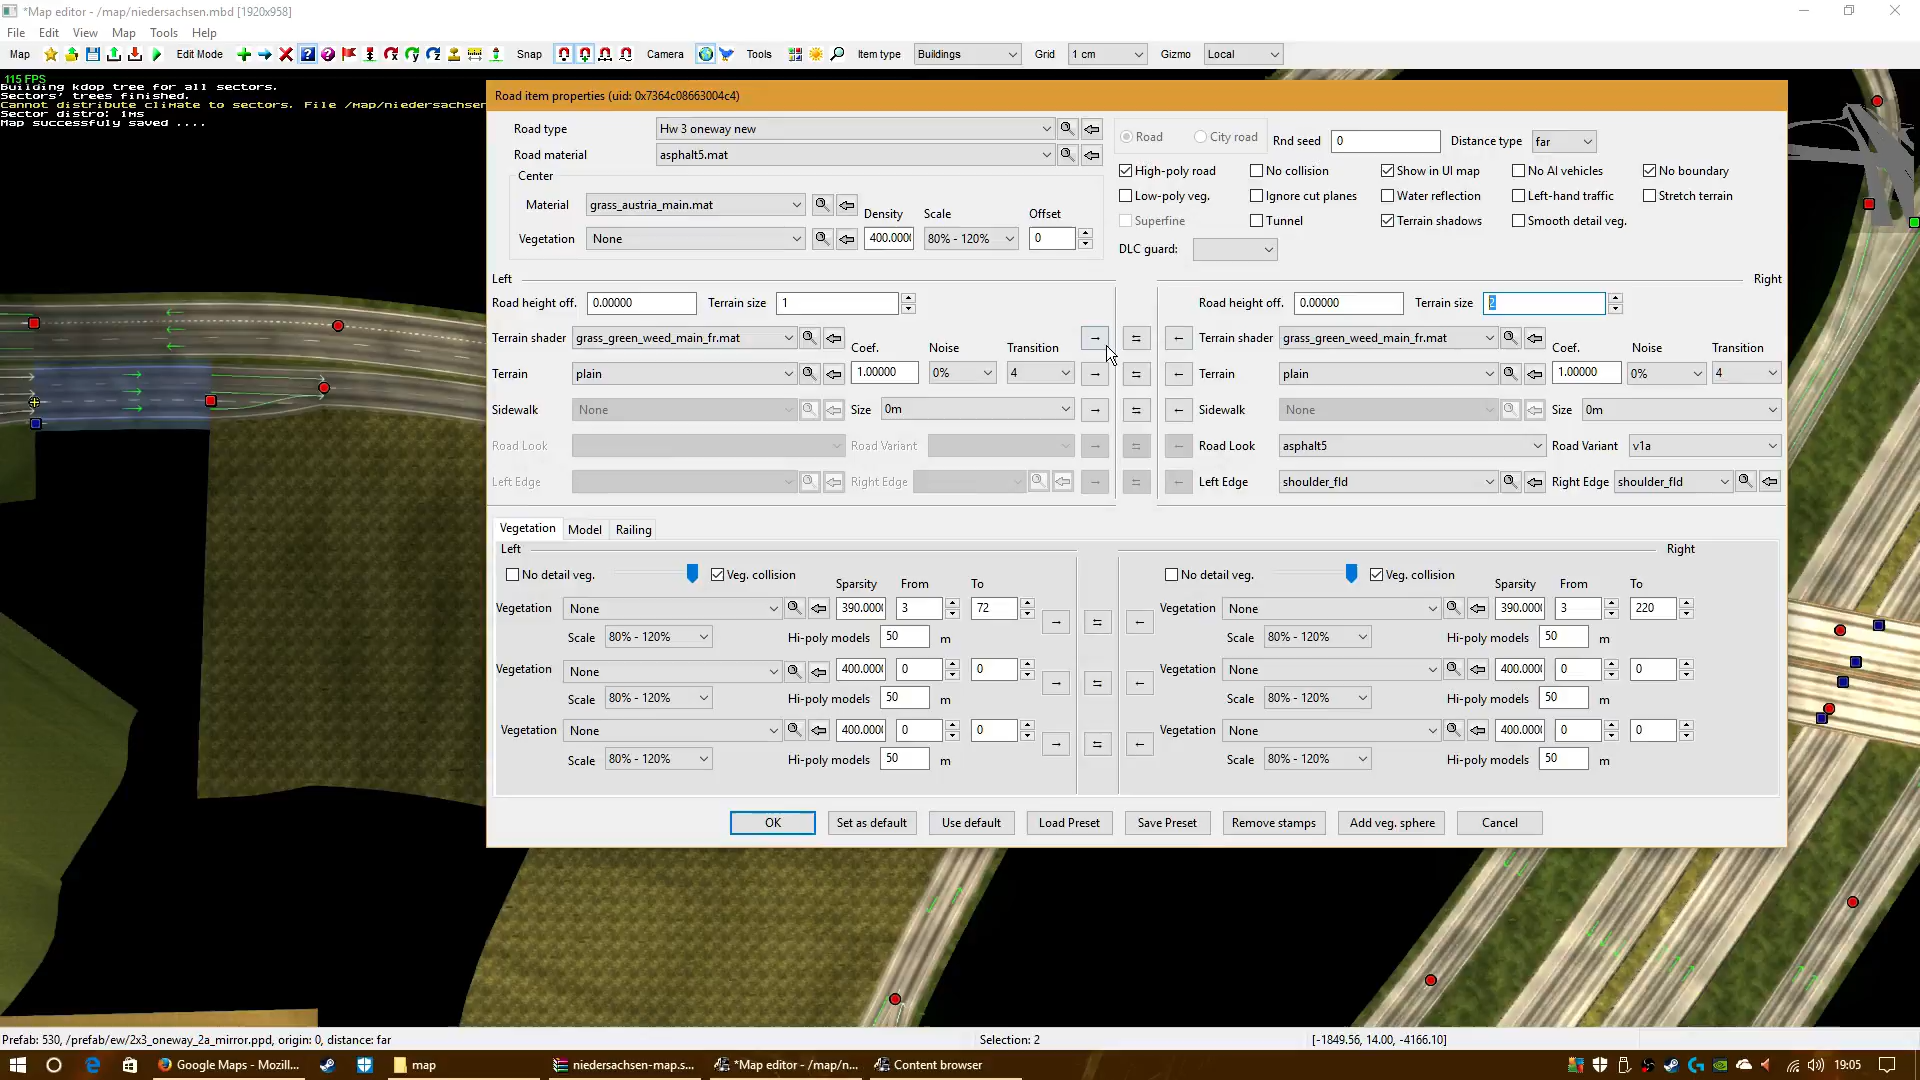 *Map editor - /map/niedersachsen.mbd [1920x958]
File Edit View Map Tools Help
Map Edit Mode Snap Camera Tools Item type Buildings Grid 1 cm Gizmo Local
115 FPS
Building kdop tree for all sectors.
Sectors' trees finished.
Cannot distribute climate to sectors. File /map/niedersachsen
Sector distro: 1ms
Map successfuly saved ....
Road item properties (uid: 0x7364c08663004c4)
Road type Hw 3 oneway new
Road City road Rnd seed 0 Distance type far
Road material asphalt5.mat
High-poly road No collision Show in UI map No AI vehicles No boundary
Center
Low-poly veg. Ignore cut planes Water reflection Left-hand traffic Stretch terrain
Material grass_austria_main.mat
Density Scale Offset
Superfine Tunnel Terrain shadows Smooth detail veg.
Vegetation None 400.000 80% - 120% 0
DLC guard:
Left Right
Road height off. 0.00000 Terrain size 1 Road height off. 0.00000 Terrain size 2
Terrain shader grass_green_weed_main_fr.mat → ⇆ ← Terrain shader grass_green_weed_main_fr.mat
Coef. Noise Transition Coef. Noise Transition
Terrain plain 1.00000 0% 4 → ⇆ ← Terrain plain 1.00000 0% 4
Sidewalk None Size 0m → ⇆ ← Sidewalk None Size 0m
Road Look Road Variant → ⇆ ← Road Look asphalt5 Road Variant v1a
Left Edge Right Edge → ⇆ ← Left Edge shoulder_fld Right Edge shoulder_fld
Vegetation Model Railing
Left Right
No detail veg. Veg. collision Sparsity From To No detail veg. Veg. collision Sparsity From To
Vegetation None 390.000 3 72 → ⇆ ← Vegetation None 390.000 3 220
Scale 80% - 120% Hi-poly models 50 m Scale 80% - 120% Hi-poly models 50 m
Vegetation None 400.000 0 0 → ⇆ ← Vegetation None 400.000 0 0
Scale 80% - 120% Hi-poly models 50 m Scale 80% - 120% Hi-poly models 50 m
Vegetation None 400.000 0 0 → ⇆ ← Vegetation None 400.000 0 0
Scale 80% - 120% Hi-poly models 50 m Scale 80% - 120% Hi-poly models 50 m
OK Set as default Use default Load Preset Save Preset Remove stamps Add veg. sphere Cancel
Prefab: 530, /prefab/ew/2x3_oneway_2a_mirror.ppd, origin: 0, distance: far Selection: 2 [-1849.56, 14.00, -4166.10]
Google Maps - Mozill... map niedersachsen-map.s... *Map editor - /map/n... Content browser 19:05